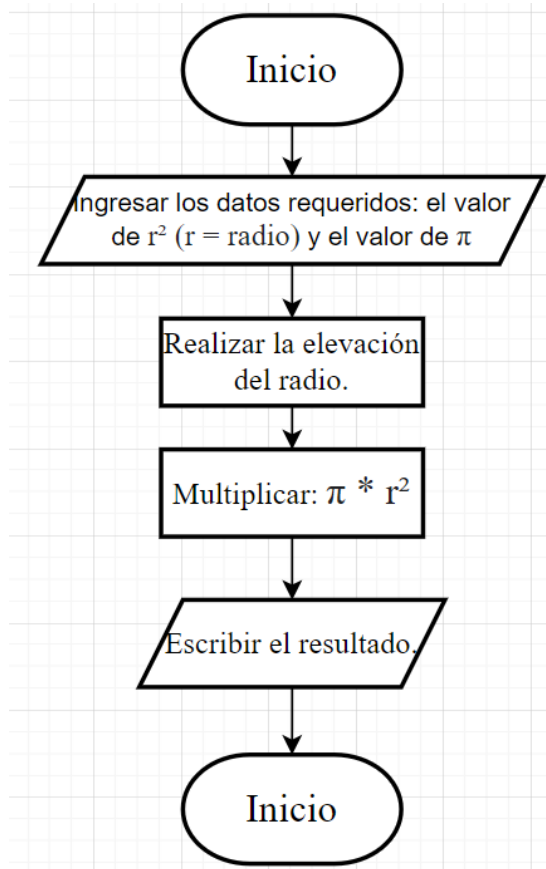 Inicio
Ingresar los datos requeridos: el valor
de r² (r = radio) y el valor de π
Realizar la elevación
del radio.
Multiplicar: π * r²
Escribir el resultado.
Inicio